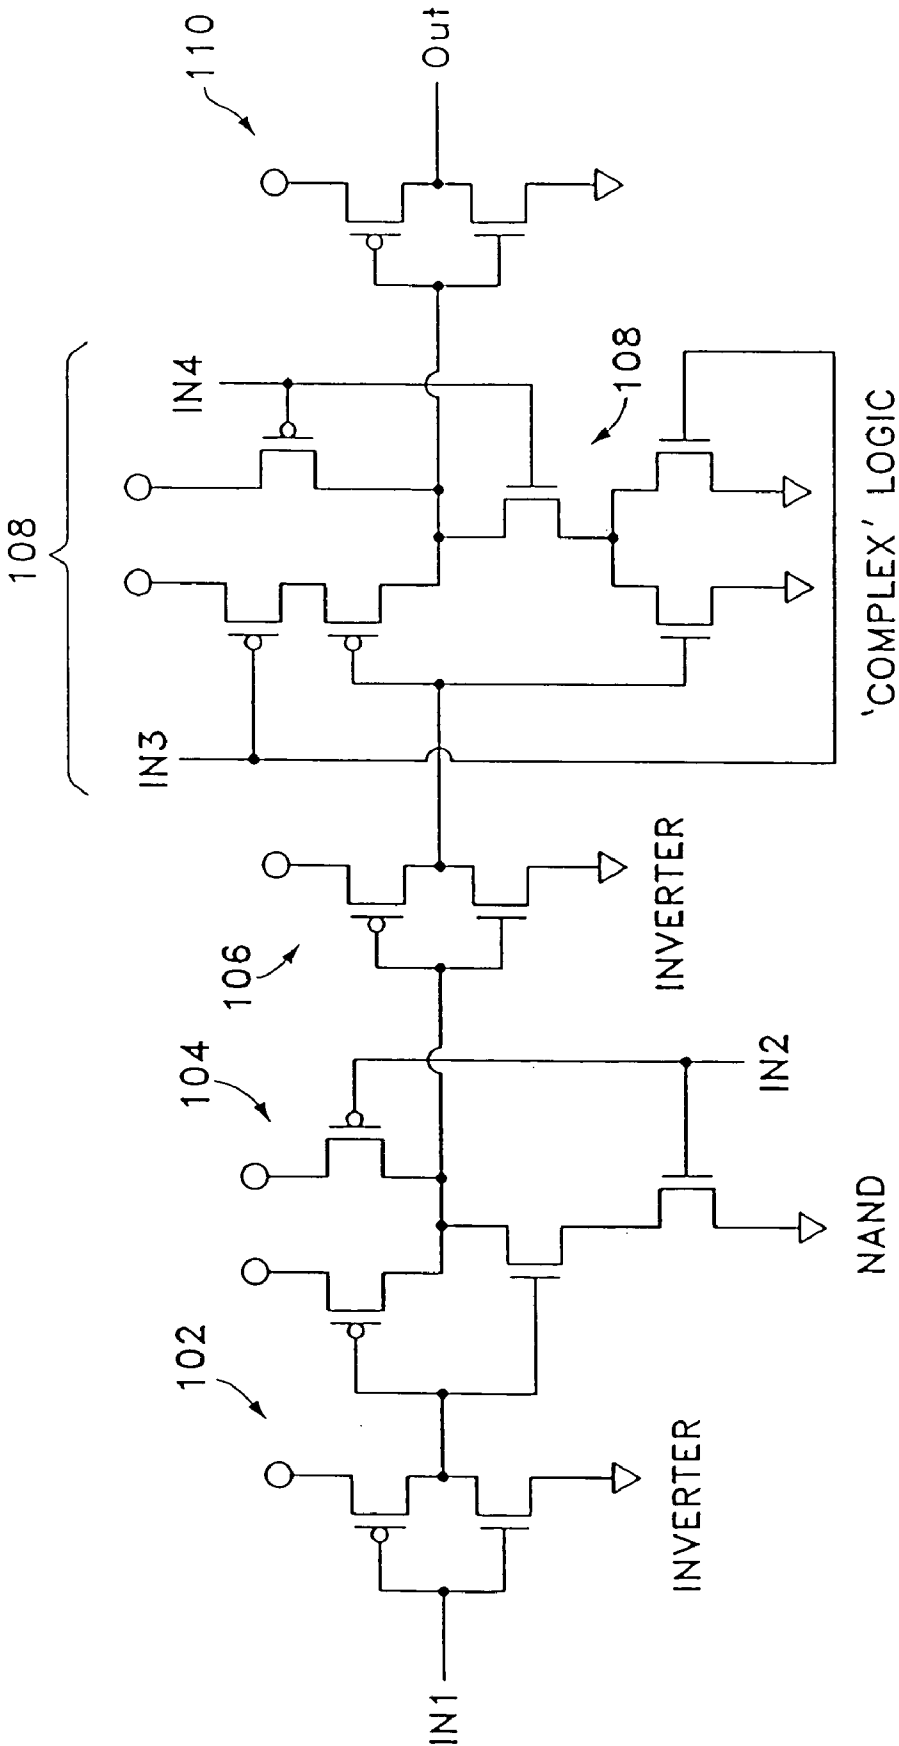 108
110
IN4
IN3
Out
108
104
106
102
IN1
IN2
INVERTER
NAND
INVERTER
'COMPLEX' LOGIC